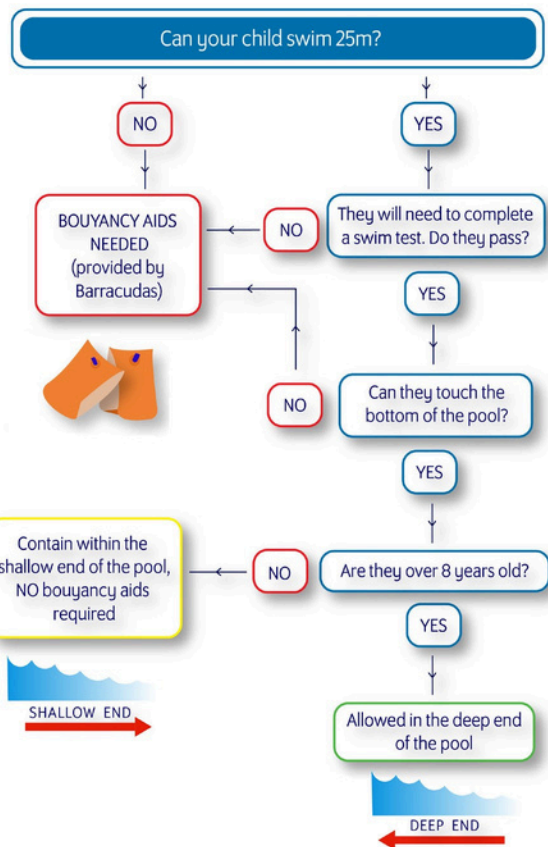 Can your child swim 25m?
NO
YES
BOUYANCY AIDS
NEEDED
(provided by
Barracudas)
NO
They will need to complete
a swim test. Do they pass?
YES
NO
Can they touch the
bottom of the pool?
YES
Contain within the
shallow end of the pool,
NO bouyancy aids
required
NO
Are they over 8 years old?
YES
SHALLOW END
Allowed in the deep end
of the pool
DEEP END